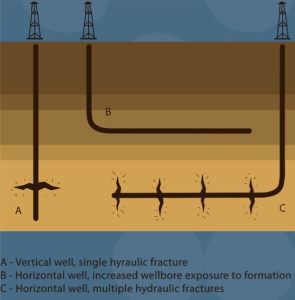 B
A
C
A - Vertical well, single hyraulic fracture
B - Horizontal well, increased wellbore exposure to formation
C - Horizontal well, multiple hydraulic fractures